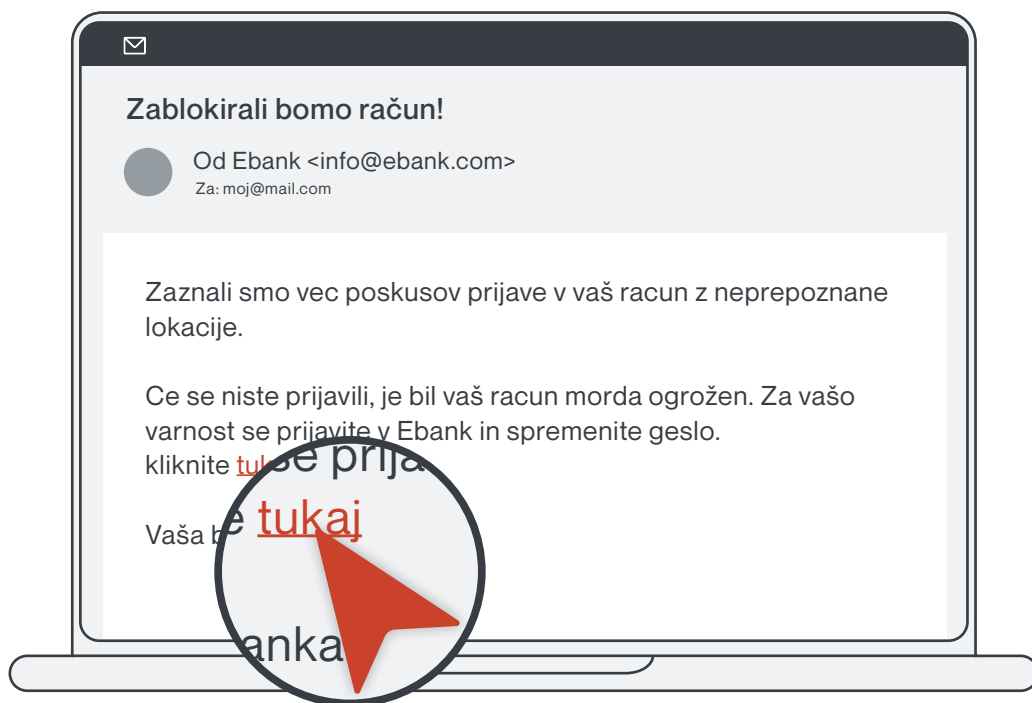 Zablokirali bomo račun!
Od Ebank <info@ebank.com>
Za: moj@mail.com
Zaznali smo vec poskusov prijave v vaš racun z neprepoznane
lokacije.
Ce se niste prijavili, je bil vaš racun morda ogrožen. Za vašo
varnost se prijavite v Ebank in spremenite geslo.
kliknite tukaj
Vaša banka